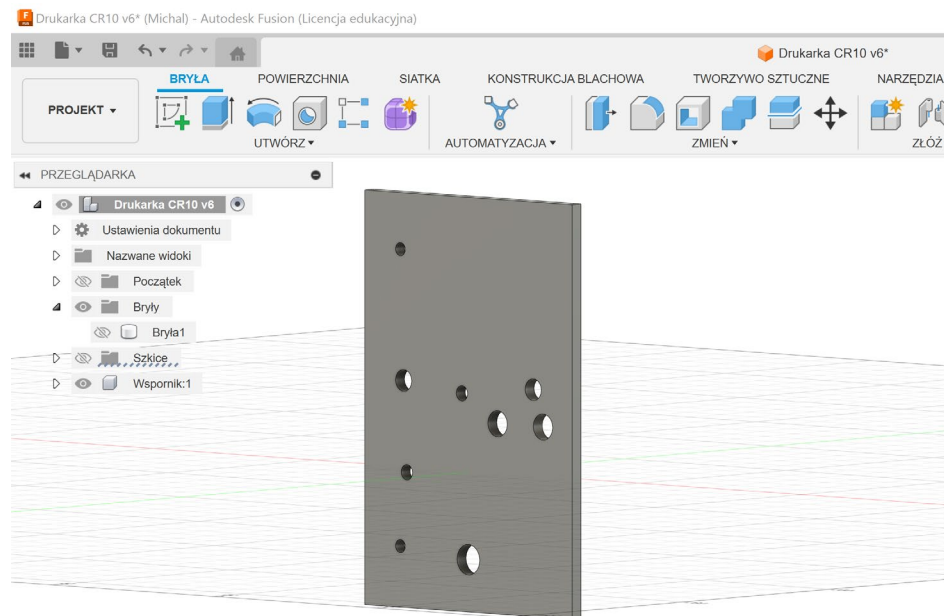 Drukarka CR10 v6* (Michal) - Autodesk Fusion (Licencja edukacyjna)
Drukarka CR10 v6*
BRYŁA POWIERZCHNIA SIATKA KONSTRUKCJA BLACHOWA TWORZYWO SZTUCZNE NARZĘDZIA
PROJEKT
UTWÓRZ AUTOMATYZACJA ZMIEŃ ZŁÓŻ
PRZEGLĄDARKA
Drukarka CR10 v6
Ustawienia dokumentu
Nazwane widoki
Początek
Bryły
Bryła1
Szkice
Wspornik:1